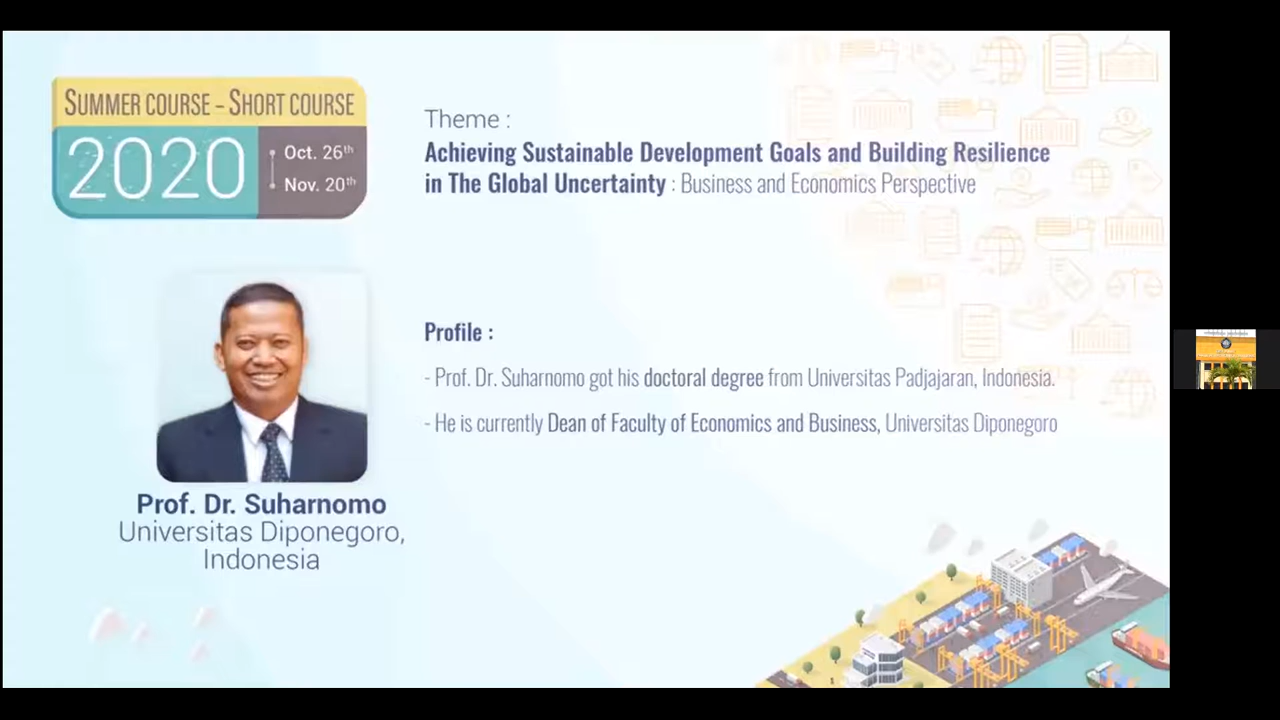 SUMMER COURSE – SHORT COURSE
2020
Oct. 26th
Nov. 20th
Theme :
Achieving Sustainable Development Goals and Building Resilience
in The Global Uncertainty : Business and Economics Perspective
Profile :
- Prof. Dr. Suharnomo got his doctoral degree from Universitas Padjajaran, Indonesia.
- He is currently Dean of Faculty of Economics and Business, Universitas Diponegoro
Prof. Dr. Suharnomo
Universitas Diponegoro,
Indonesia